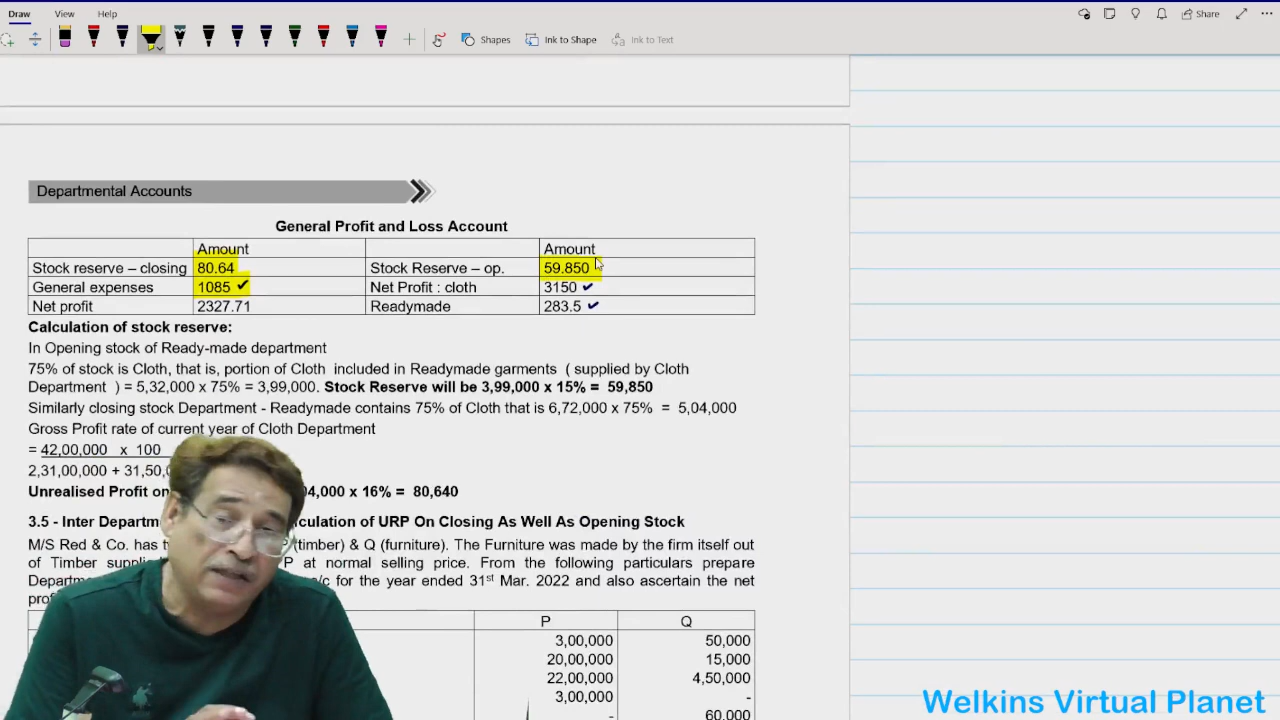 Draw View Help
Share
Shapes Ink to Shape Ink to Text
Departmental Accounts
General Profit and Loss Account
Amount Amount
Stock reserve – closing 80.64 Stock Reserve – op. 59.850
General expenses 1085 Net Profit : cloth 3150
Net profit 2327.71 Readymade 283.5
Calculation of stock reserve:
In Opening stock of Ready-made department
75% of stock is Cloth, that is, portion of Cloth included in Readymade garments ( supplied by Cloth
Department ) = 5,32,000 x 75% = 3,99,000. Stock Reserve will be 3,99,000 x 15% = 59,850
Similarly closing stock Department - Readymade contains 75% of Cloth that is 6,72,000 x 75% = 5,04,000
Gross Profit rate of current year of Cloth Department
= 42,00,000 x 100
2,31,00,000 + 31,50,
Unrealised Profit on 04,000 x 16% = 80,640
3.5 - Inter Departm lculation of URP On Closing As Well As Opening Stock
M/S Red & Co. has t (timber) & Q (furniture). The Furniture was made by the firm itself out
of Timber suppli P at normal selling price. From the following particulars prepare
Department /c for the year ended 31st Mar. 2022 and also ascertain the net
prof
P Q
3,00,000 50,000
20,00,000 15,000
22,00,000 4,50,000
3,00,000 -
- 60,000
Welkins Virtual Planet